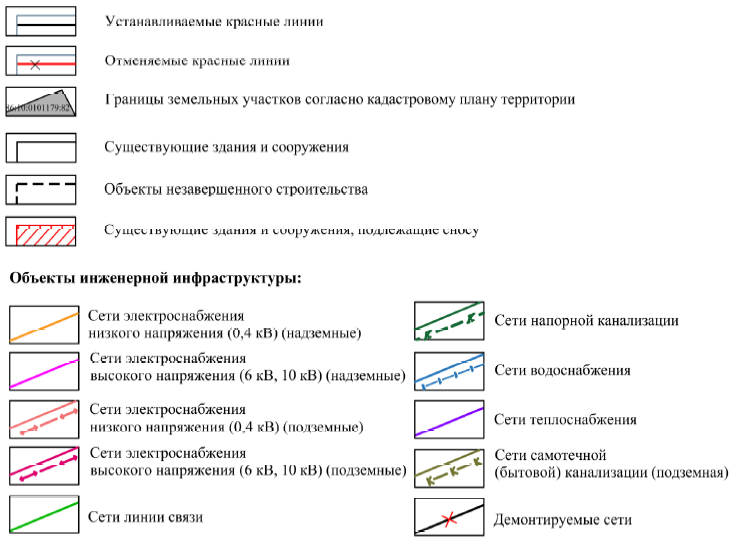 Устанавливаемые красные линии
Отменяемые красные линии
86:10:0101179:82
Границы земельных участков согласно кадастровому плану территории
Существующие здания и сооружения
Объекты незавершенного строительства
Существующие здания и сооружения, подлежащие сносу
Объекты инженерной инфраструктуры:
Сети электроснабжения
низкого напряжения (0,4 кВ) (надземные)
Сети электроснабжения
высокого напряжения (6 кВ, 10 кВ) (надземные)
Сети электроснабжения
низкого напряжения (0,4 кВ) (подземные)
Сети электроснабжения
высокого напряжения (6 кВ, 10 кВ) (подземные)
Сети линии связи
Сети напорной канализации
Сети водоснабжения
Сети теплоснабжения
Сети самотечной
(бытовой) канализации (подземная)
Демонтируемые сети